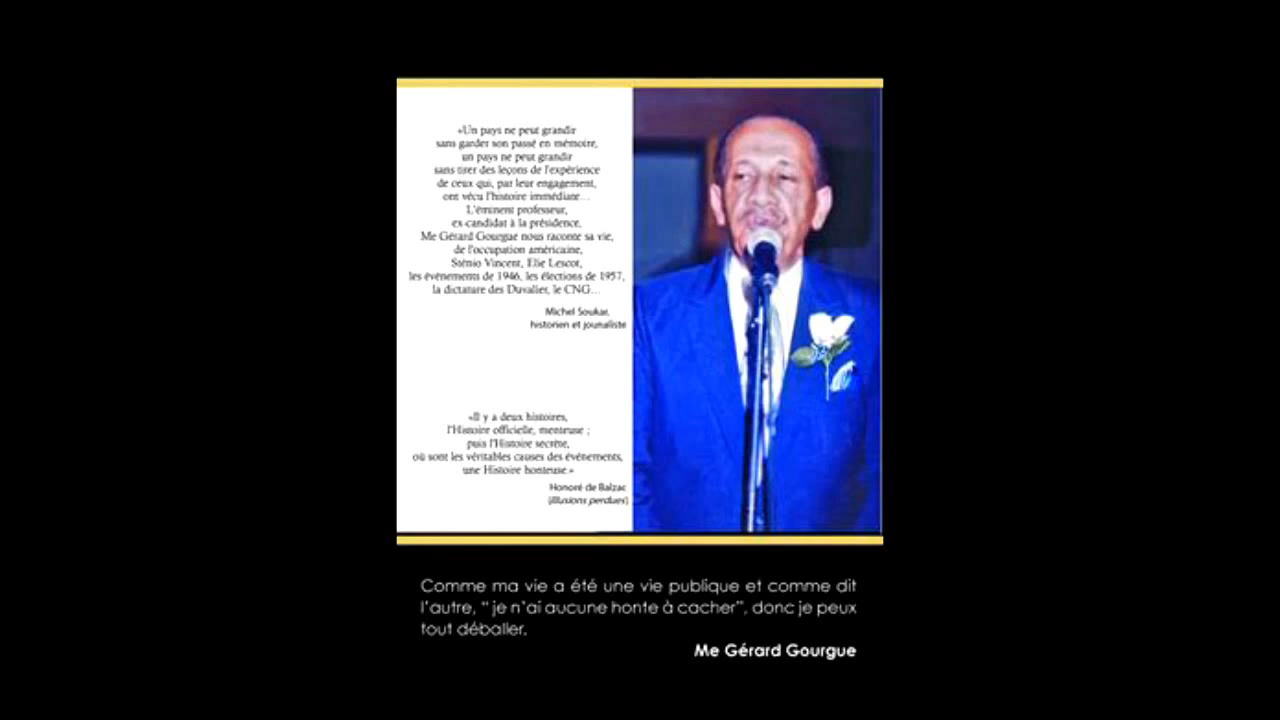 «Un pays ne peut grandir
sans garder son passé en mémoire,
un pays ne peut grandir
sans tirer des leçons de l'expérience
de ceux qui, par leur engagement,
ont vécu l'histoire immédiate...
L'éminent professeur,
ex-candidat à la présidence,
Me Gérard Gourgue nous raconte sa vie,
de l'occupation américaine,
Sténio Vincent, Elie Lescot,
les événements de 1946, les élections de 1957,
la dictature des Duvalier, le CNG...
Michel Soukar,
historien et jounaliste
«Il y a deux histoires,
l'Histoire officielle, menteuse ;
puis l'Histoire secrète,
où sont les véritables causes des événements,
une Histoire honteuse.»
Honoré de Balzac
(Illusions perdues)
Comme ma vie a été une vie publique et comme dit
l'autre, “ je n'ai aucune honte à cacher”, donc je peux
tout déballer.
Me Gérard Gourgue